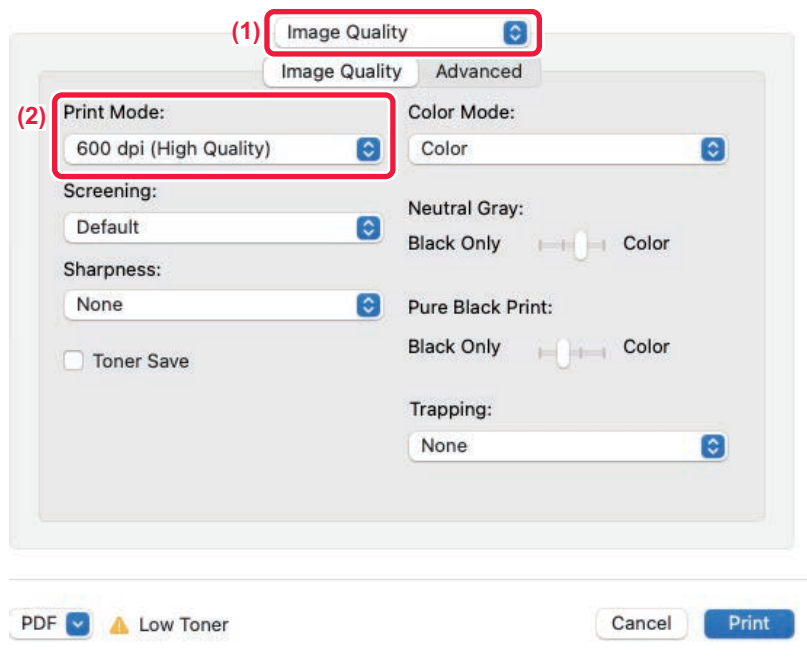 (1) Image Quality
Image Quality Advanced
(2) Print Mode:
600 dpi (High Quality)
Color Mode:
Color
Screening:
Default
Neutral Gray:
Black Only Color
Sharpness:
None
Pure Black Print:
Black Only Color
Toner Save
Trapping:
None
PDF Low Toner Cancel Print